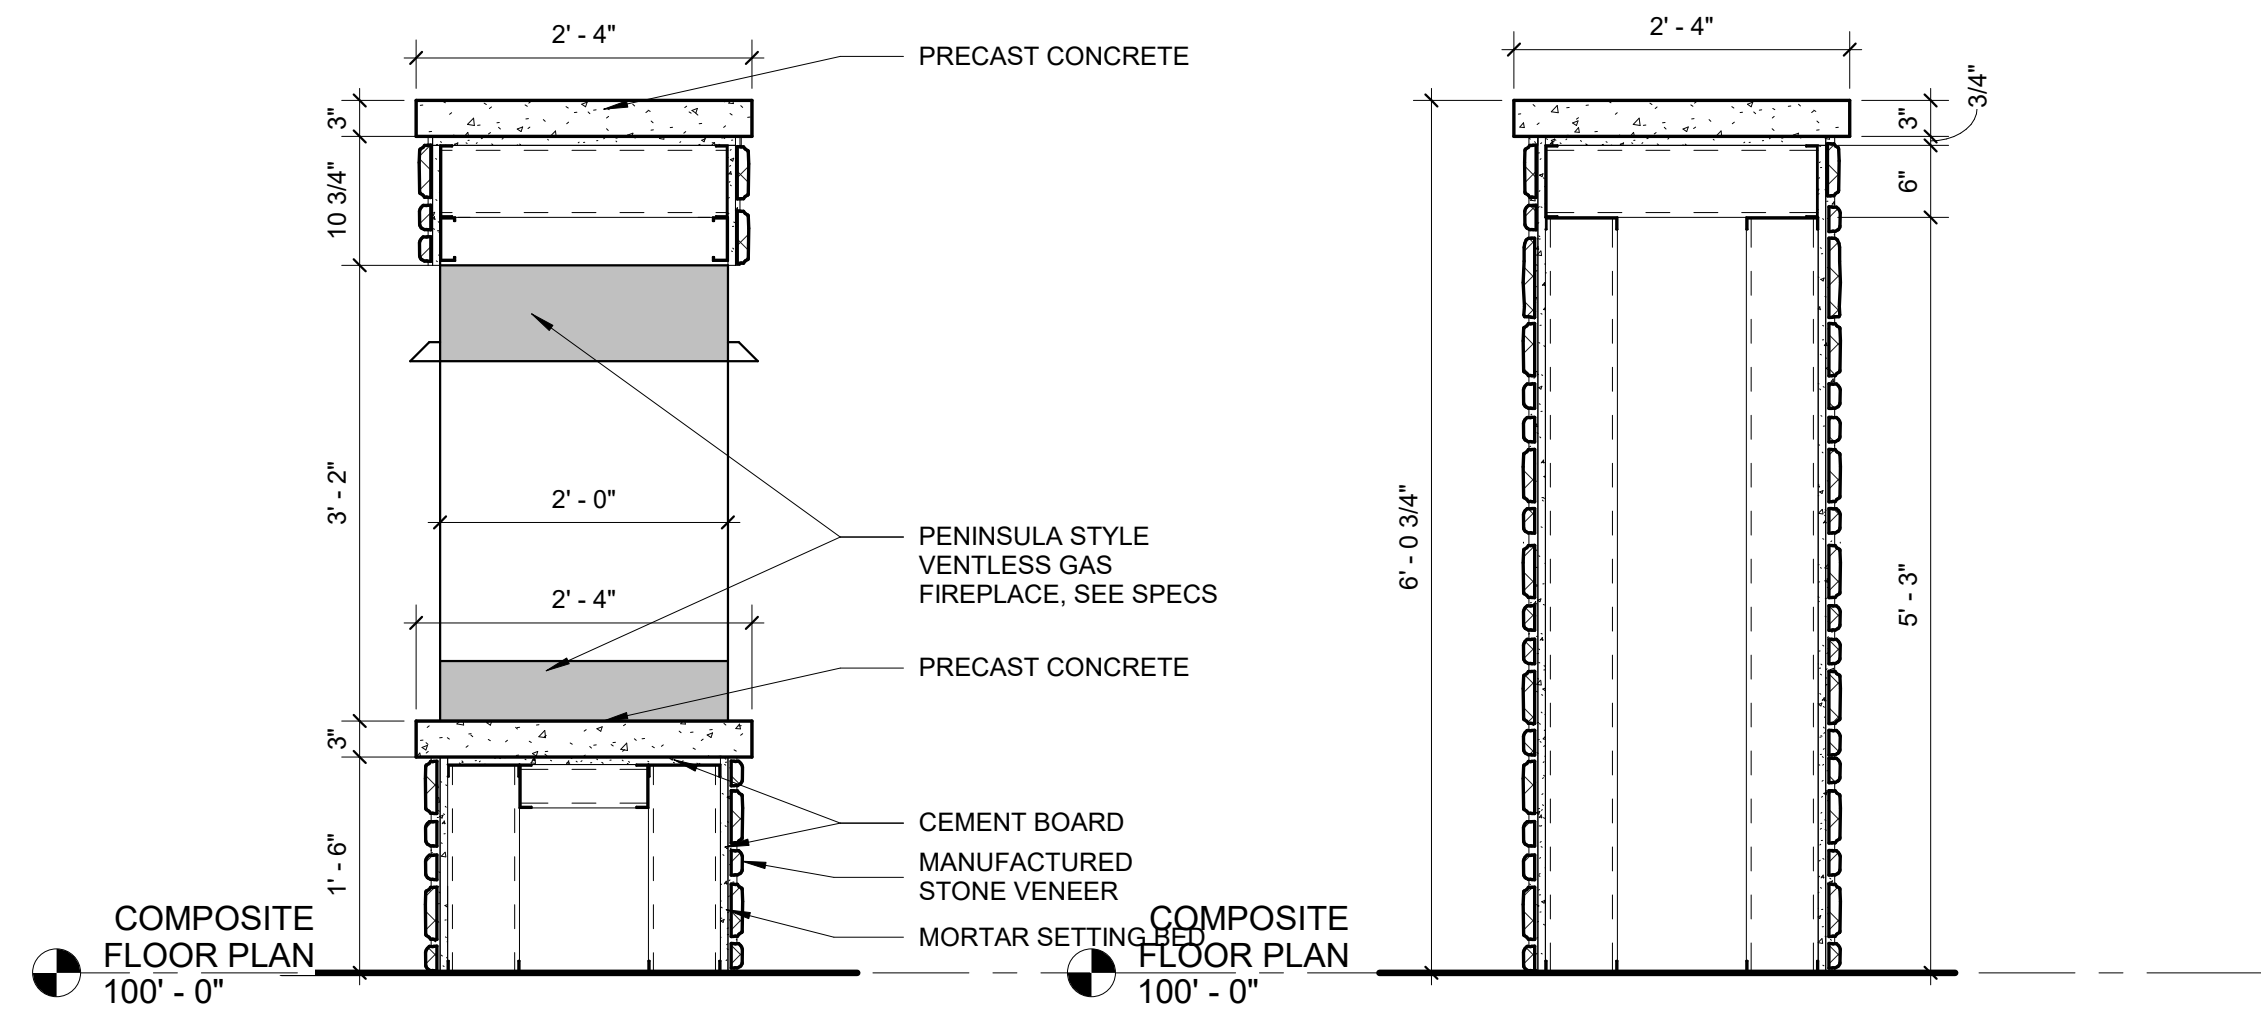 2' - 4"
PRECAST CONCRETE
3"
10 3/4"
3' - 2"
2' - 0"
PENINSULA STYLE
VENTLESS GAS
FIREPLACE, SEE SPECS
2' - 4"
PRECAST CONCRETE
3"
1' - 6"
CEMENT BOARD
MANUFACTURED
STONE VENEER
MORTAR SETTING BED
COMPOSITE
FLOOR PLAN
100' - 0"
2' - 4"
3/4"
3"
6"
6' - 0 3/4"
5' - 3"
COMPOSITE
FLOOR PLAN
100' - 0"